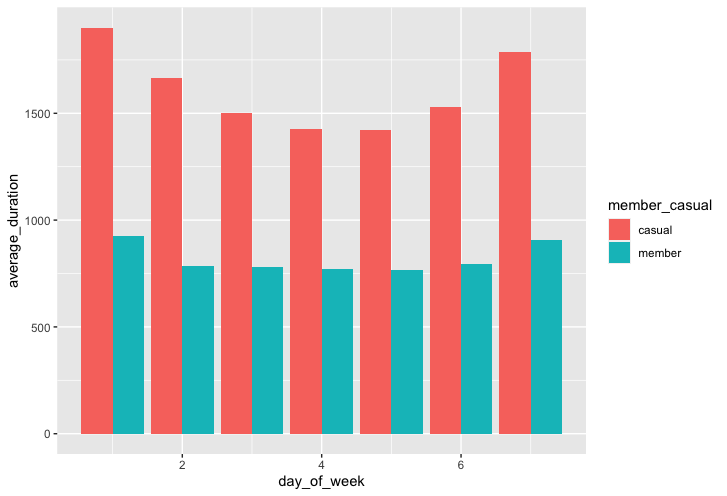 average_duration
1500
1000
500
0
2
4
6
day_of_week
member_casual
casual
member